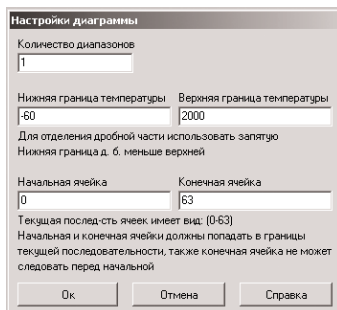 Настройки диаграммы
Количество диапазонов
1
Нижняя граница температуры Верхняя граница температуры
-60 2000
Для отделения дробной части использовать запятую
Нижняя граница д. б. меньше верхней
Начальная ячейка Конечная ячейка
0 63
Текущая послед-сть ячеек имеет вид: (0-63)
Начальная и конечная ячейки должны попадать в границы
текущей последовательности, также конечная ячейка не может
следовать перед начальной
Ок Отмена Справка